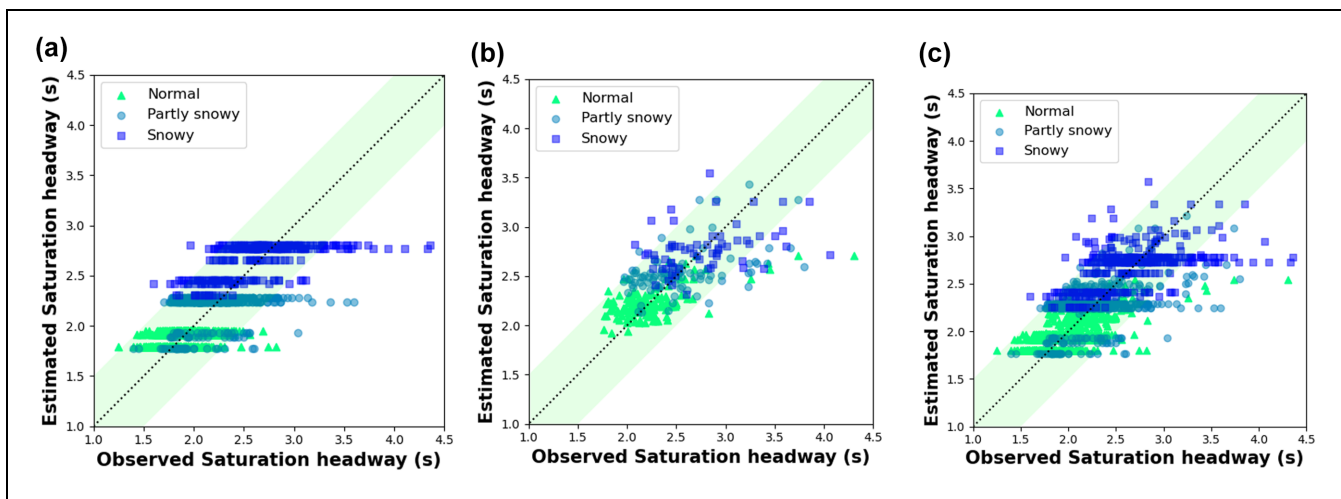 (a)
Estimated Saturation headway (s)
4.5
4.0
3.5
3.0
2.5
2.0
1.5
1.0
Normal
Partly snowy
Snowy
1.0 1.5 2.0 2.5 3.0 3.5 4.0 4.5
Observed Saturation headway (s)
(b)
Estimated Saturation headway (s)
4.5
4.0
3.5
3.0
2.5
2.0
1.5
1.0
Normal
Partly snowy
Snowy
1.0 1.5 2.0 2.5 3.0 3.5 4.0 4.5
Observed Saturation headway (s)
(c)
Estimated Saturation headway (s)
4.5
4.0
3.5
3.0
2.5
2.0
1.5
1.0
Normal
Partly snowy
Snowy
1.0 1.5 2.0 2.5 3.0 3.5 4.0 4.5
Observed Saturation headway (s)